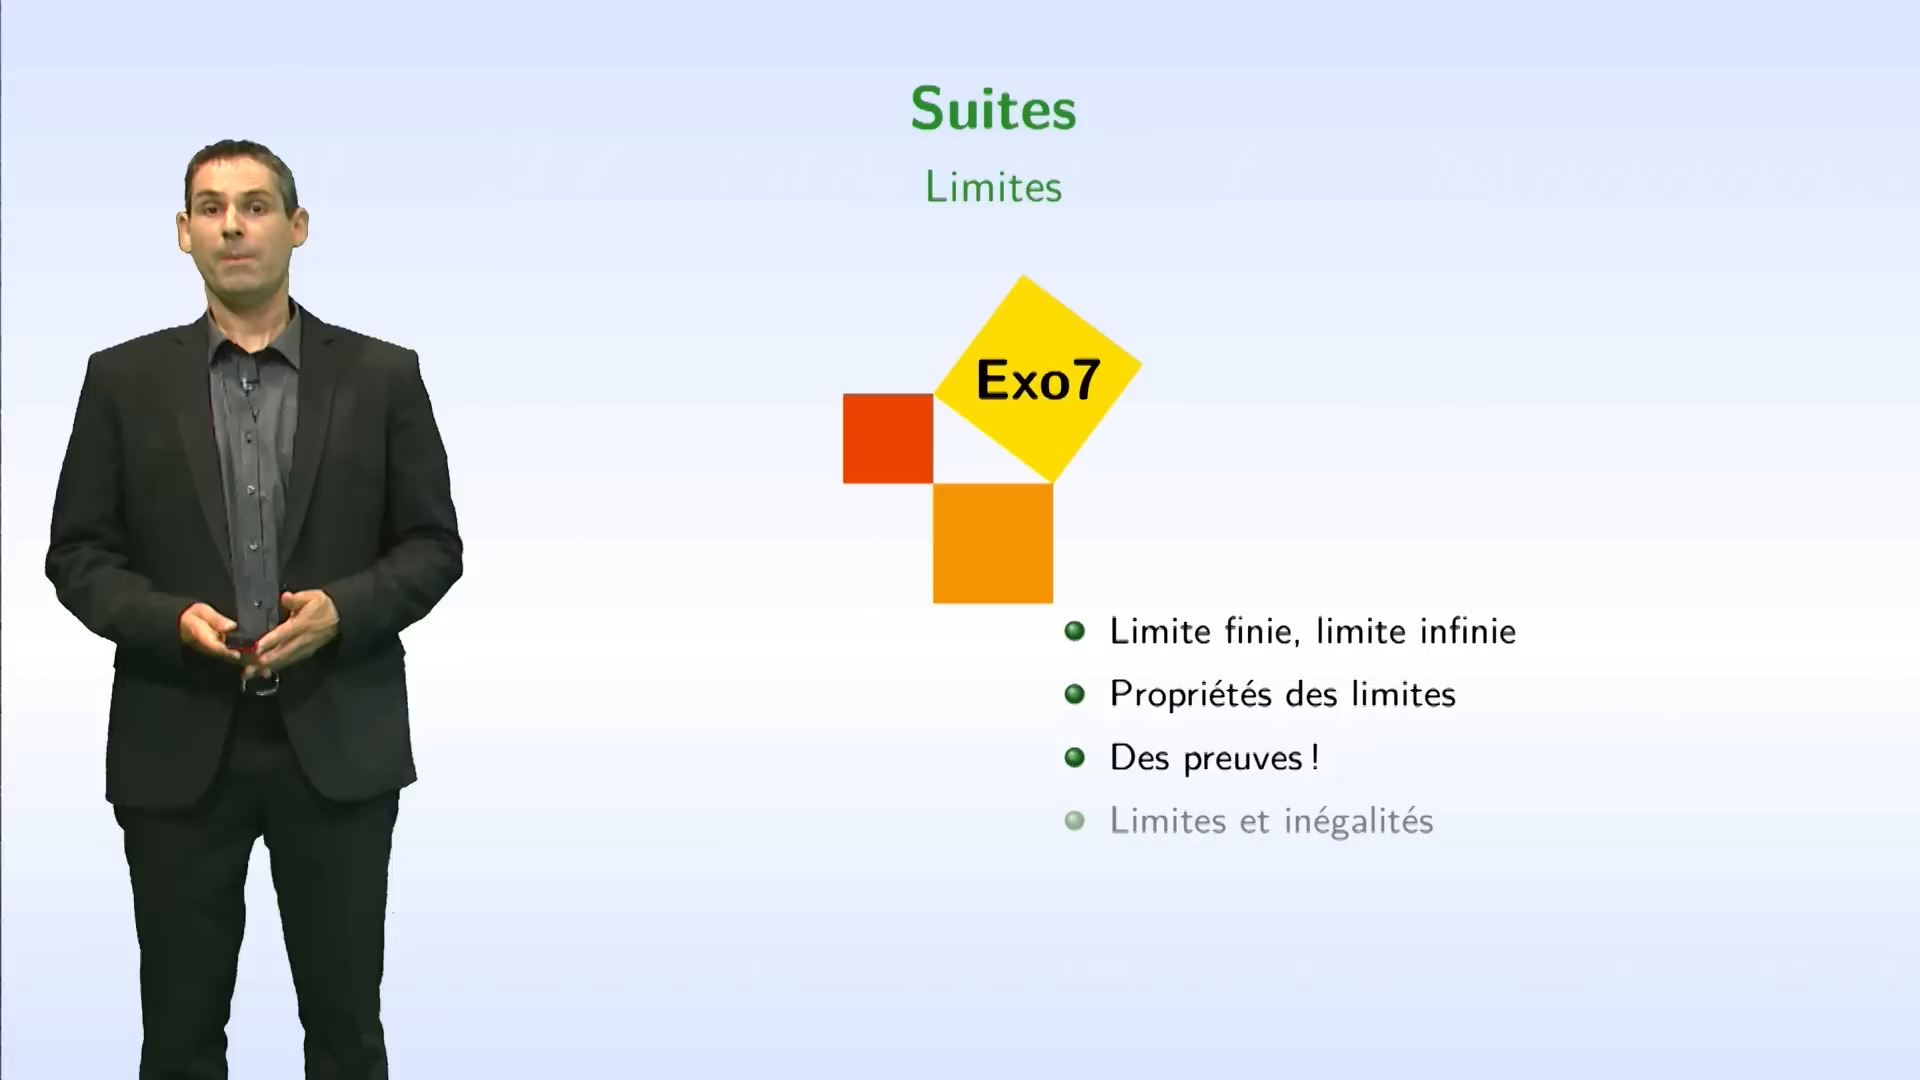 Suites
Limites
Exo7
Limite finie, limite infinie
Propriétés des limites
Des preuves !
Limites et inégalités